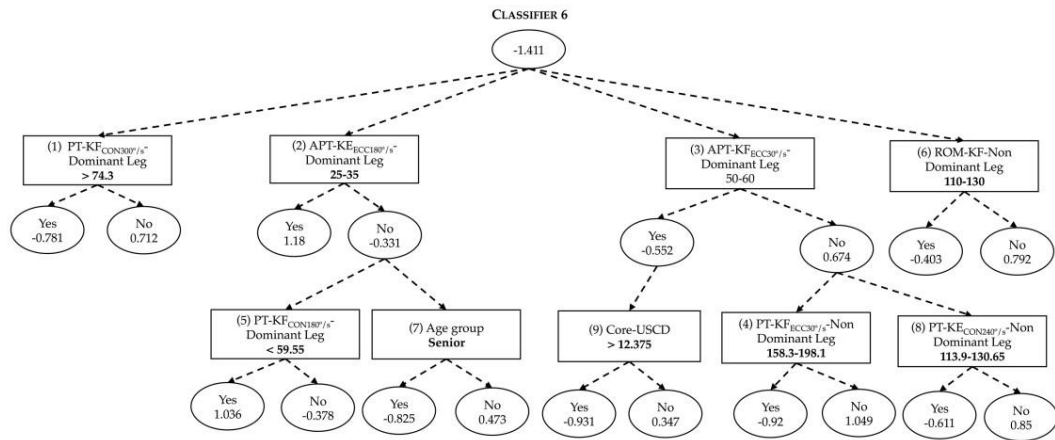 CLASSIFIER 6
-1.411
(1) PT-KFCON300°/s-
Dominant Leg
> 74.3
(2) APT-KEECC180°/s-
Dominant Leg
25-35
(3) APT-KFECC30°/s-
Dominant Leg
50-60
(6) ROM-KF-Non
Dominant Leg
110-130
Yes
-0.781
No
0.712
Yes
1.18
No
-0.331
Yes
-0.552
No
0.674
Yes
-0.403
No
0.792
(5) PT-KFCON180°/s-
Dominant Leg
< 59.55
(7) Age group
Senior
(9) Core-USCD
> 12.375
(4) PT-KFECC30°/s-Non
Dominant Leg
158.3-198.1
(8) PT-KECON240°/s-Non
Dominant Leg
113.9-130.65
Yes
1.036
No
-0.378
Yes
-0.825
No
0.473
Yes
-0.931
No
0.347
Yes
-0.92
No
1.049
Yes
-0.611
No
0.85